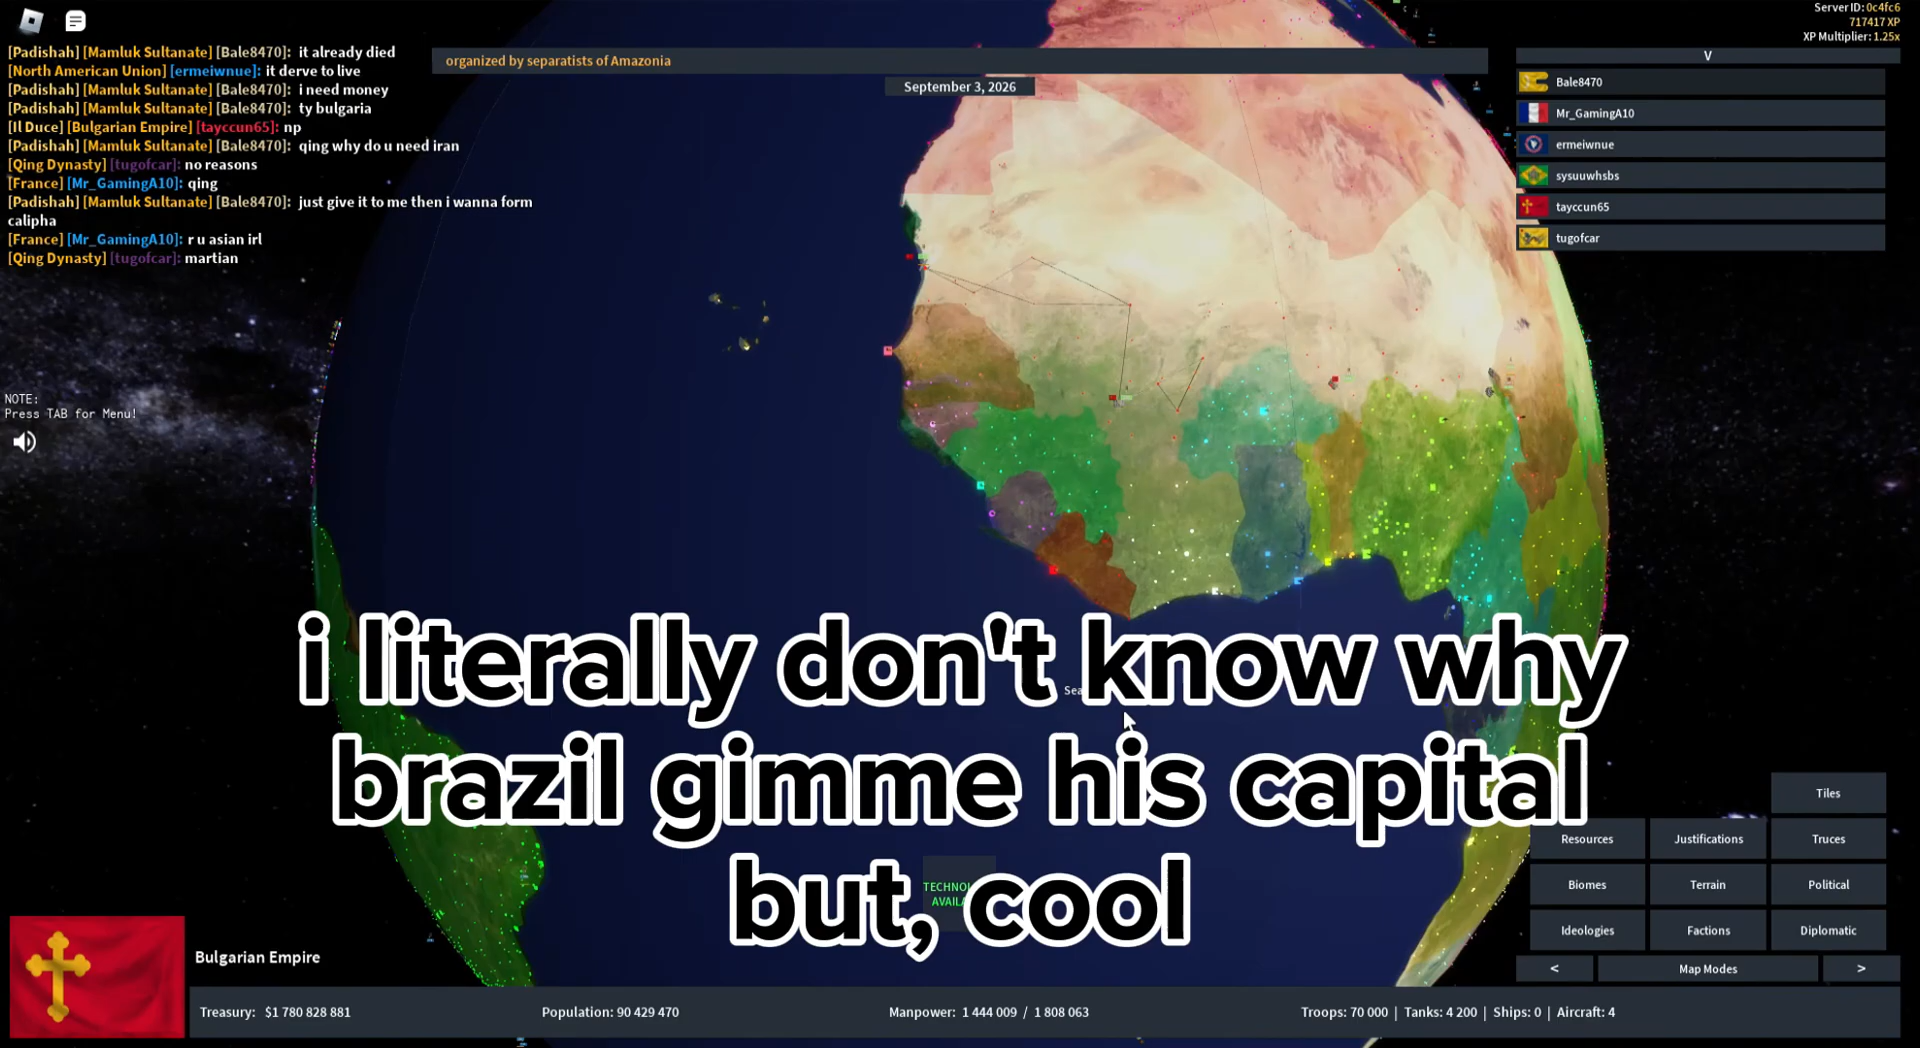 Server ID: 0c4fc6
717417 XP
XP Multiplier: 1.25x
[Padishah] [Mamluk Sultanate] [Bale8470]: it already died
[North American Union] [ermeiwnue]: it derve to live
[Padishah] [Mamluk Sultanate] [Bale8470]: i need money
[Padishah] [Mamluk Sultanate] [Bale8470]: ty bulgaria
[Il Duce] [Bulgarian Empire] [tayccun65]: np
[Padishah] [Mamluk Sultanate] [Bale8470]: qing why do u need iran
[Qing Dynasty] [tugofcar]: no reasons
[France] [Mr_GamingA10]: qing
[Padishah] [Mamluk Sultanate] [Bale8470]: just give it to me then i wanna form
calipha
[France] [Mr_GamingA10]: r u asian irl
[Qing Dynasty] [tugofcar]: martian
organized by separatists of Amazonia
September 3, 2026
V
Bale8470
Mr_GamingA10
ermeiwnue
sysuuwhsbs
tayccun65
tugofcar
NOTE:
Press TAB for Menu!
i literally don't know why
brazil gimme his capital
but, cool
Tiles
Resources Justifications Truces
Biomes Terrain Political
Ideologies Factions Diplomatic
< Map Modes >
Bulgarian Empire
Treasury: $1 780 828 881 Population: 90 429 470 Manpower: 1 444 009 / 1 808 063 Troops: 70 000 | Tanks: 4 200 | Ships: 0 | Aircraft: 4